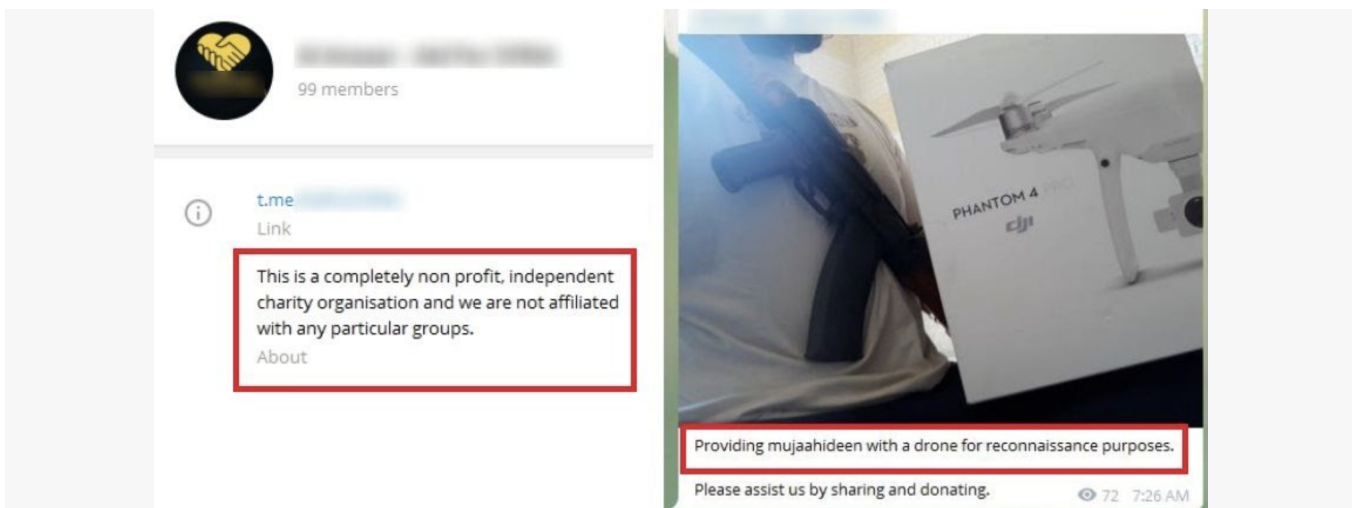 99 members
t.me
Link
This is a completely non profit, independent
charity organisation and we are not affiliated
with any particular groups.
About
PHANTOM 4 PRO
dji
Providing mujaahideen with a drone for reconnaissance purposes.
Please assist us by sharing and donating.
72 7:26 AM